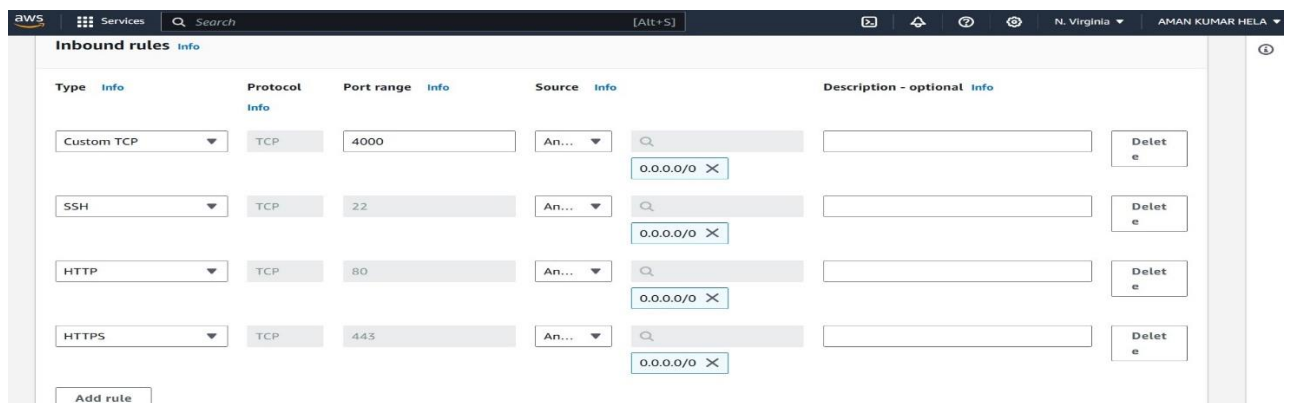 aws Services Search [Alt+S] N. Virginia AMAN KUMAR HELA
Inbound rules Info
Type Info Protocol Port range Info Source Info Description - optional Info
Info
Custom TCP TCP 4000 An... Delet
e
0.0.0.0/0
SSH TCP 22 An... Delet
e
0.0.0.0/0
HTTP TCP 80 An... Delet
e
0.0.0.0/0
HTTPS TCP 443 An... Delet
e
0.0.0.0/0
Add rule